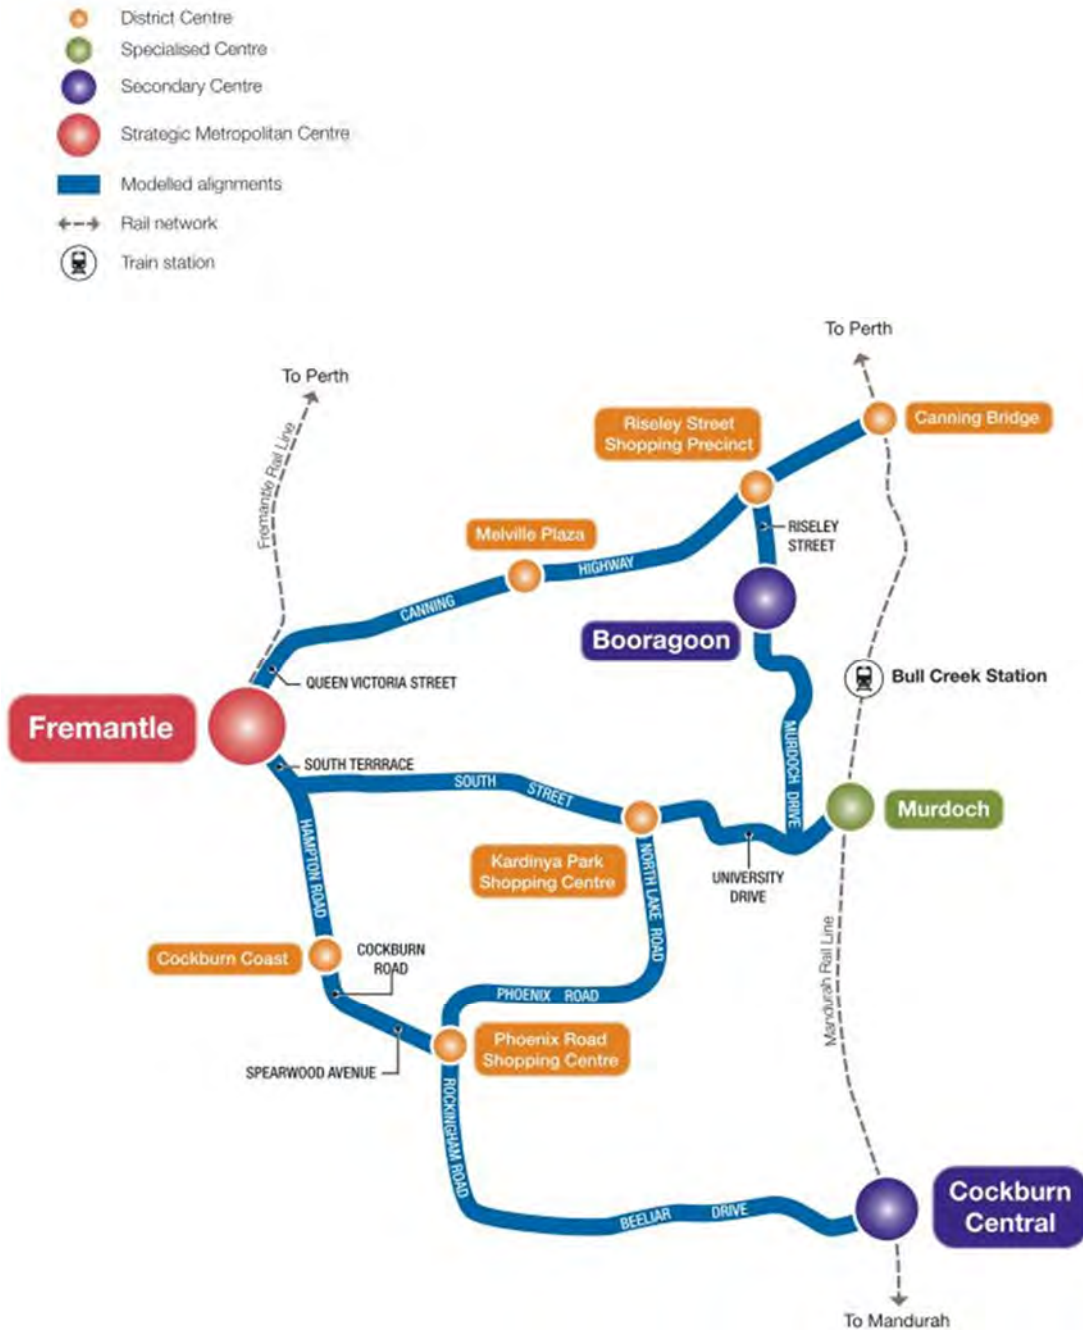 District Centre
Specialised Centre
Secondary Centre
Strategic Metropolitan Centre
Modelled alignments
Rail network
Train station
To Perth
To Perth
Fremantle Rail Line
Riseley Street
Shopping Precinct
Canning Bridge
Melville Plaza
RISELEY
STREET
CANNING
HIGHWAY
Booragoon
QUEEN VICTORIA STREET
Bull Creek Station
Fremantle
SOUTH TERRRACE
SOUTH
STREET
MURDOCH DRIVE
Murdoch
HAMPTON ROAD
Kardinya Park
Shopping Centre
NORTH LAKE ROAD
UNIVERSITY
DRIVE
Cockburn Coast
COCKBURN
ROAD
Mandurah Rail Line
PHOENIX ROAD
Phoenix Road
Shopping Centre
SPEARWOOD AVENUE
ROCKINGHAM ROAD
BEELIAR DRIVE
Cockburn
Central
To Mandurah